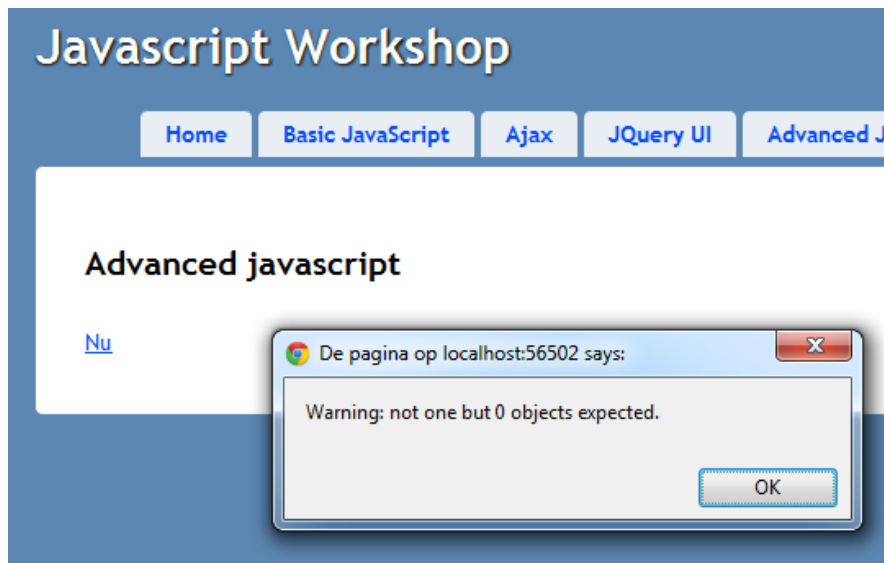 Javascript Workshop
Home Basic JavaScript Ajax JQuery UI Advanced J
Advanced javascript
Nu
De pagina op localhost:56502 says:
Warning: not one but 0 objects expected.
OK